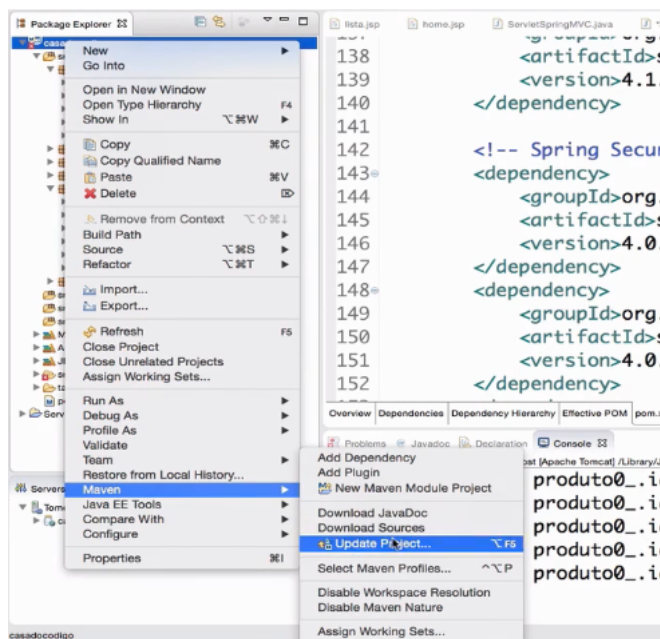 Package Explorer
lista.jsp
home.jsp
ServletSpringMVC.java
138 <artifactId>s
139 <version>4.1.
140 </dependency>
141
142 <!-- Spring Secur
143 <dependency>
144 <groupId>org.
145 <artifactId>s
146 <version>4.0.
147 </dependency>
148 <dependency>
149 <groupId>org.
150 <artifactId>s
151 <version>4.0.
152 </dependency>
Overview Dependencies Dependency Hierarchy Effective POM pom.x
Problems Javadoc Declaration Console
ost [Apache Tomcat] /Library/J
produto0_.i
produto0_.i
produto0_.i
produto0_.i
produto0_.i
New
Go Into
Open in New Window
Open Type Hierarchy F4
Show In ⌥⌘W
Copy ⌘C
Copy Qualified Name
Paste ⌘V
Delete ⌦
Remove from Context ⌥⇧⌘↓
Build Path
Source ⌥⌘S
Refactor ⌥⌘T
Import...
Export...
Refresh F5
Close Project
Close Unrelated Projects
Assign Working Sets...
Run As
Debug As
Profile As
Validate
Team
Restore from Local History...
Maven
Java EE Tools
Compare With
Configure
Properties ⌘I
Add Dependency
Add Plugin
New Maven Module Project
Download JavaDoc
Download Sources
Update Project... ⌥F5
Select Maven Profiles... ^⌥P
Disable Workspace Resolution
Disable Maven Nature
Assign Working Sets...
Servers
casadocodigo